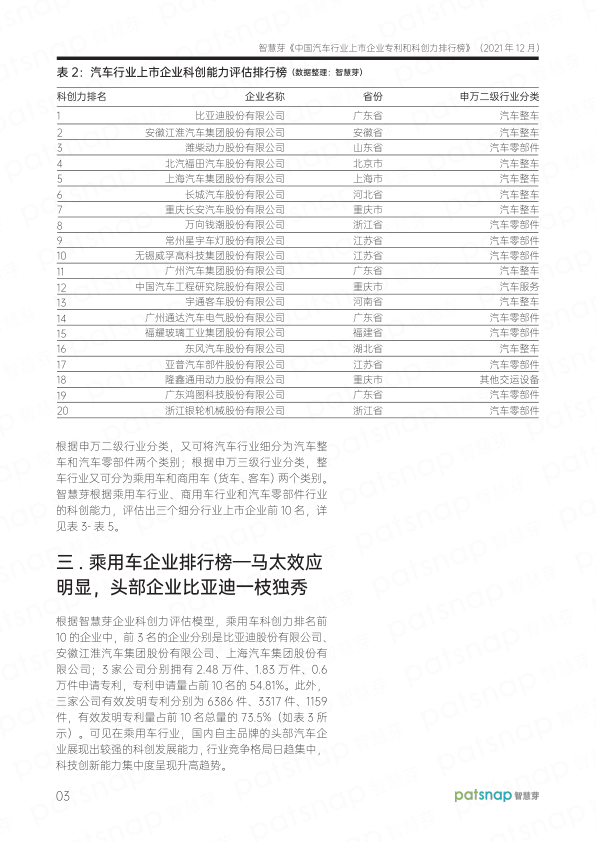 智慧芽《中国汽车行业上市企业专利和科创力排行榜》（2021 年 12 月）
表 2：汽车行业上市企业科创能力评估排行榜（数据整理：智慧芽）
科创力排名 企业名称 省份 申万二级行业分类
1 比亚迪股份有限公司 广东省 汽车整车
2 安徽江淮汽车集团股份有限公司 安徽省 汽车整车
3 潍柴动力股份有限公司 山东省 汽车零部件
4 北汽福田汽车股份有限公司 北京市 汽车整车
5 上海汽车集团股份有限公司 上海市 汽车整车
6 长城汽车股份有限公司 河北省 汽车整车
7 重庆长安汽车股份有限公司 重庆市 汽车整车
8 万向钱潮股份有限公司 浙江省 汽车零部件
9 常州星宇车灯股份有限公司 江苏省 汽车零部件
10 无锡威孚高科技集团股份有限公司 江苏省 汽车零部件
11 广州汽车集团股份有限公司 广东省 汽车整车
12 中国汽车工程研究院股份有限公司 重庆市 汽车服务
13 宇通客车股份有限公司 河南省 汽车整车
14 广州通达汽车电气股份有限公司 广东省 汽车零部件
15 福耀玻璃工业集团股份有限公司 福建省 汽车零部件
16 东风汽车股份有限公司 湖北省 汽车整车
17 亚普汽车部件股份有限公司 江苏省 汽车零部件
18 隆鑫通用动力股份有限公司 重庆市 其他交运设备
19 广东鸿图科技股份有限公司 广东省 汽车零部件
20 浙江银轮机械股份有限公司 浙江省 汽车零部件
根据申万二级行业分类，又可将汽车行业细分为汽车整
车和汽车零部件两个类别；根据申万三级行业分类，整
车行业又可分为乘用车和商用车（货车、客车）两个类别。
智慧芽根据乘用车行业、商用车行业和汽车零部件行业
的科创能力，评估出三个细分行业上市企业前 10 名，详
见表 3- 表 5。
三 . 乘用车企业排行榜—马太效应
明显，头部企业比亚迪一枝独秀
根据智慧芽企业科创力评估模型，乘用车科创力排名前
10 的企业中，前 3 名的企业分别是比亚迪股份有限公司、
安徽江淮汽车集团股份有限公司、上海汽车集团股份有
限公司；3 家公司分别拥有 2.48 万件、1.83 万件、0.6
万件申请专利，专利申请量占前 10 名的 54.81%。此外，
三家公司有效发明专利分别为 6386 件、3317 件、1159
件，有效发明专利量占前 10 名总量的 73.5%（如表 3 所
示）。可见在乘用车行业，国内自主品牌的头部汽车企
业展现出较强的科创发展能力，行业竞争格局日趋集中，
科技创新能力集中度呈现升高趋势。
03
patsnap 智慧芽